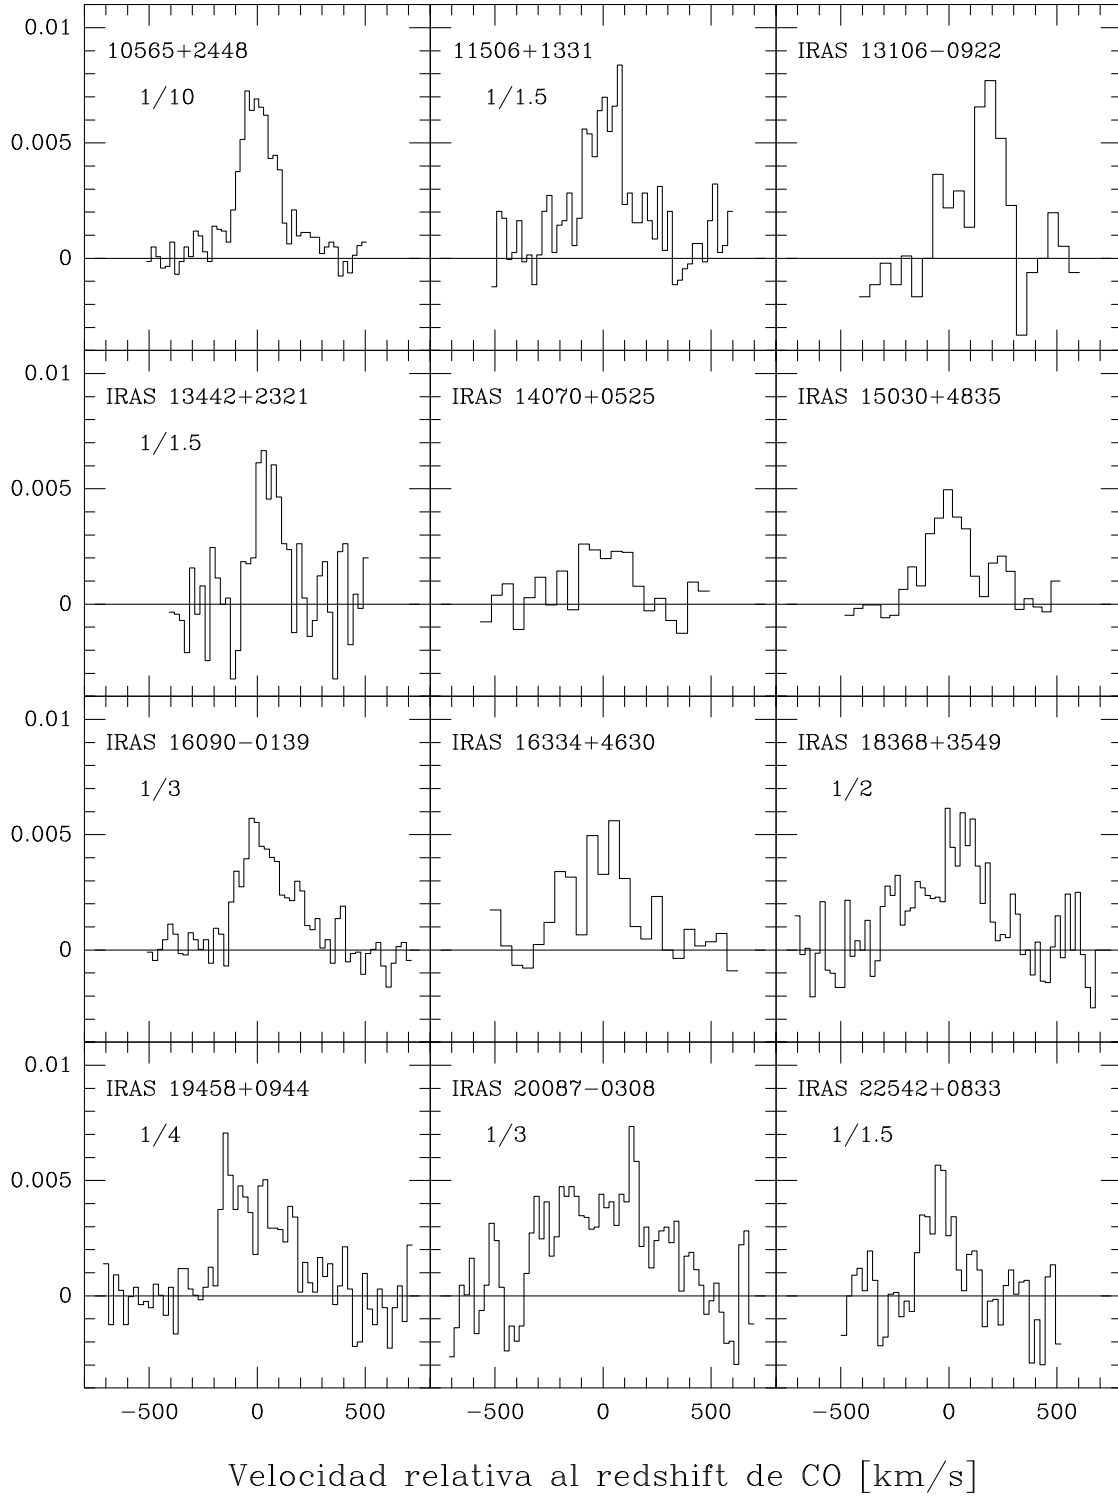 0.01
10565+2448
11506+1331
IRAS 13106−0922
1/10
1/1.5
0.005
0
0.01
IRAS 13442+2321
IRAS 14070+0525
IRAS 15030+4835
1/1.5
0.005
0
0.01
IRAS 16090−0139
IRAS 16334+4630
IRAS 18368+3549
1/3
1/2
0.005
0
0.01
IRAS 19458+0944
IRAS 20087−0308
IRAS 22542+0833
1/4
1/3
1/1.5
0.005
0
−500 0 500 −500 0 500 −500 0 500
Velocidad relativa al redshift de CO [km/s]